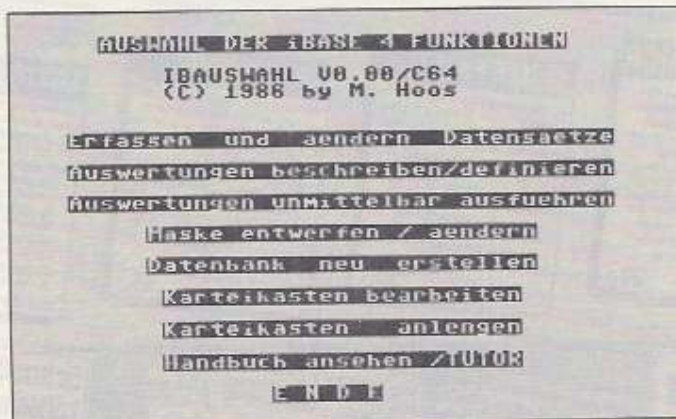 AUSWAHL DER iBASE 4 FUNKTIONEN
IBAUSWAHL V0.00/C64
(C) 1986 by M. Hoos
Erfassen und aendern Datensaetze
Auswertungen beschreiben/definieren
Auswertungen unmittelbar ausfuehren
Maske entwerfen / aendern
Datenbank neu erstellen
Karteikasten bearbeiten
Karteikasten anlengen
Handbuch ansehen /TUTOR
E N D E